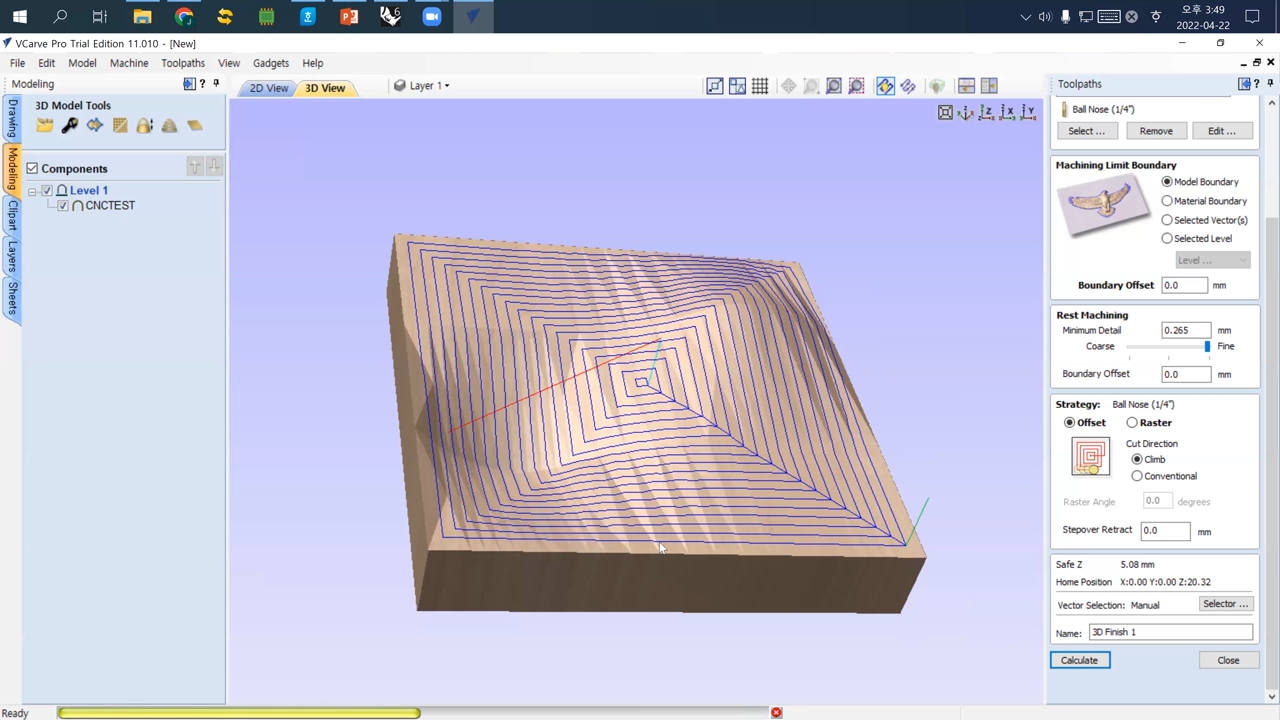 6
오 3:49
2022-04-22
VCarve Pro Trial Edition 11.010 - [New]
File Edit Model Machine Toolpaths View Gadgets Help
Modeling
?
2D View
3D View
Layer 1
Toolpaths
?
Z X Y
Drawing
Modeling
Clipart
Layers
Sheets
3D Model Tools
Components
Level 1
CNCTEST
Ball Nose (1/4")
Select ...
Remove
Edit ...
Machining Limit Boundary
Model Boundary
Material Boundary
Selected Vector(s)
Selected Level
Level ...
Boundary Offset 0.0 mm
Rest Machining
Minimum Detail 0.265 mm
Coarse Fine
Boundary Offset 0.0 mm
Strategy: Ball Nose (1/4")
Offset Raster
Cut Direction
Climb
Conventional
Raster Angle 0.0 degrees
Stepover Retract 0.0 mm
Safe Z 5.08 mm
Home Position X:0.00 Y:0.00 Z:20.32
Vector Selection: Manual Selector ...
Name: 3D Finish 1
Calculate
Close
Ready